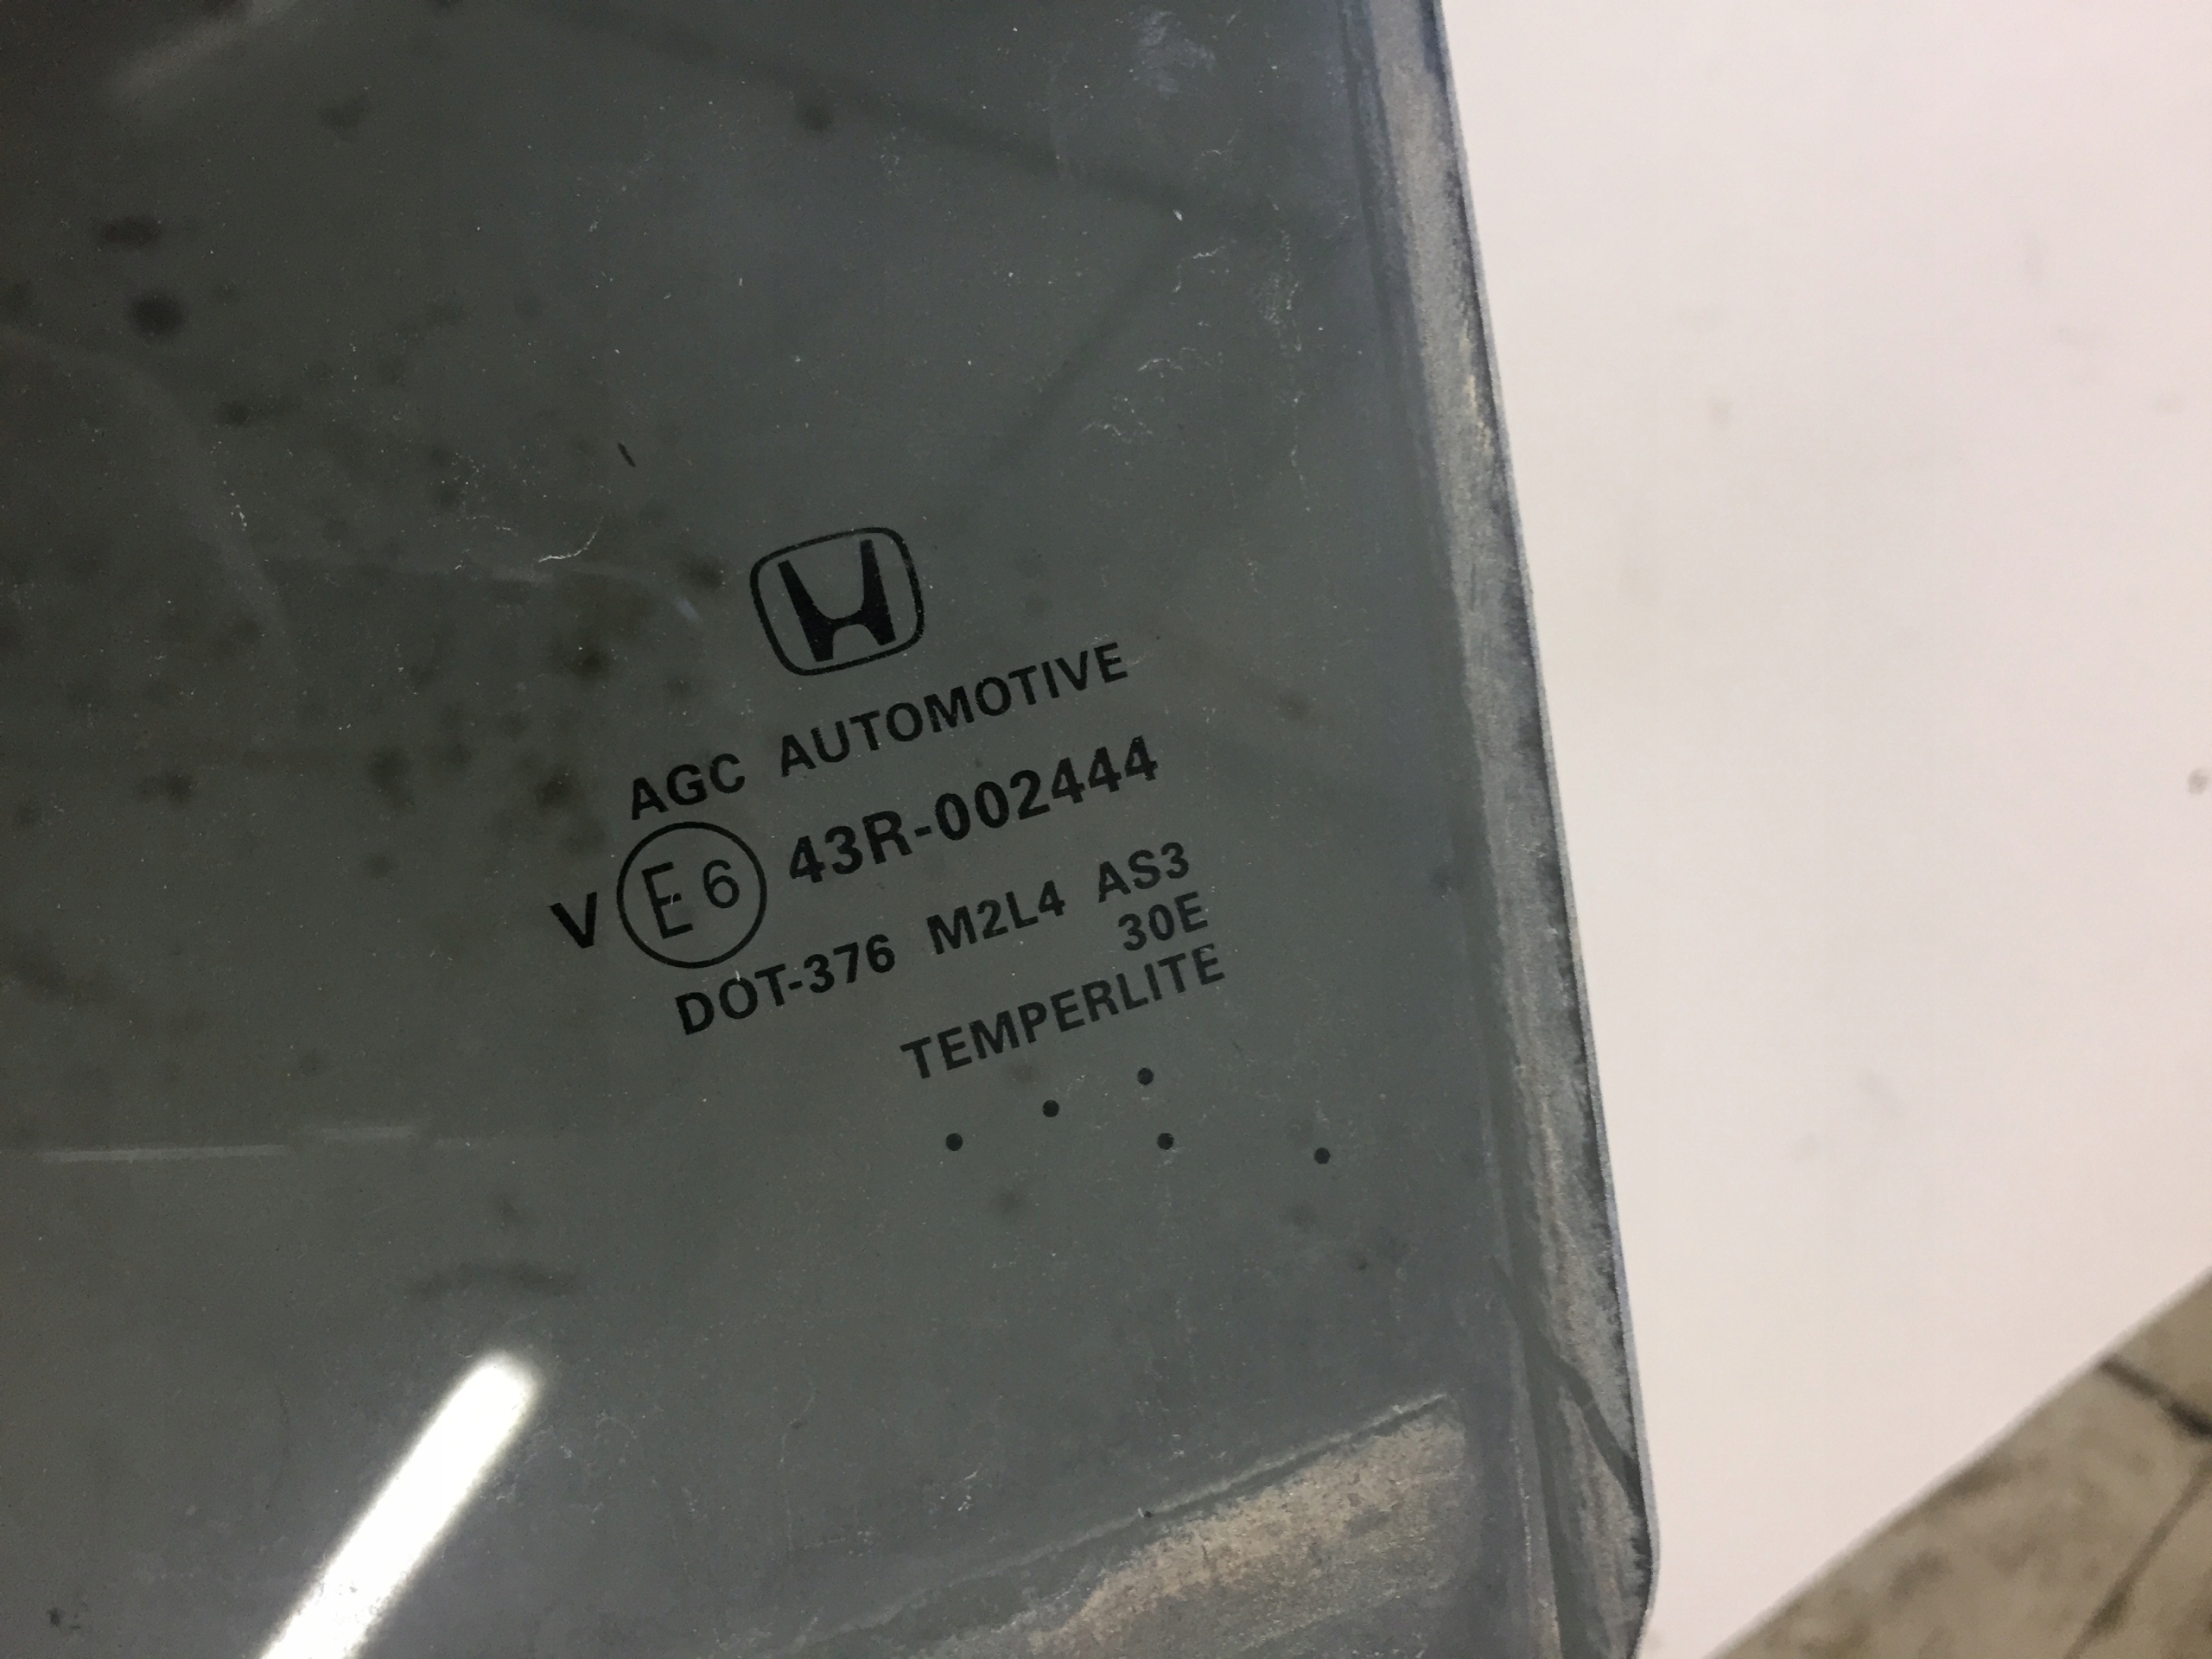 AGC AUTOMOTIVE
V E6 43R-002444
DOT-376 M2L4 AS3
30E
TEMPERLITE